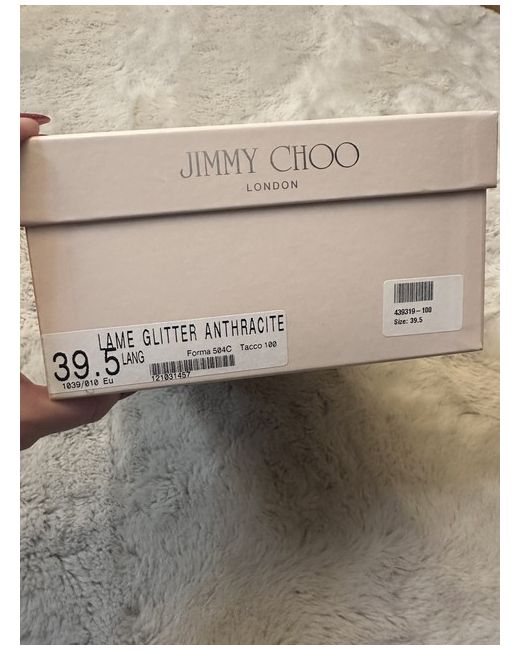 JIMMY CHOO
LONDON
439319-100
Size: 39.5
LAME GLITTER ANTHRACITE
39.5 LANG
Forma 504C Tacco 100
1039/010 Eu
121031457